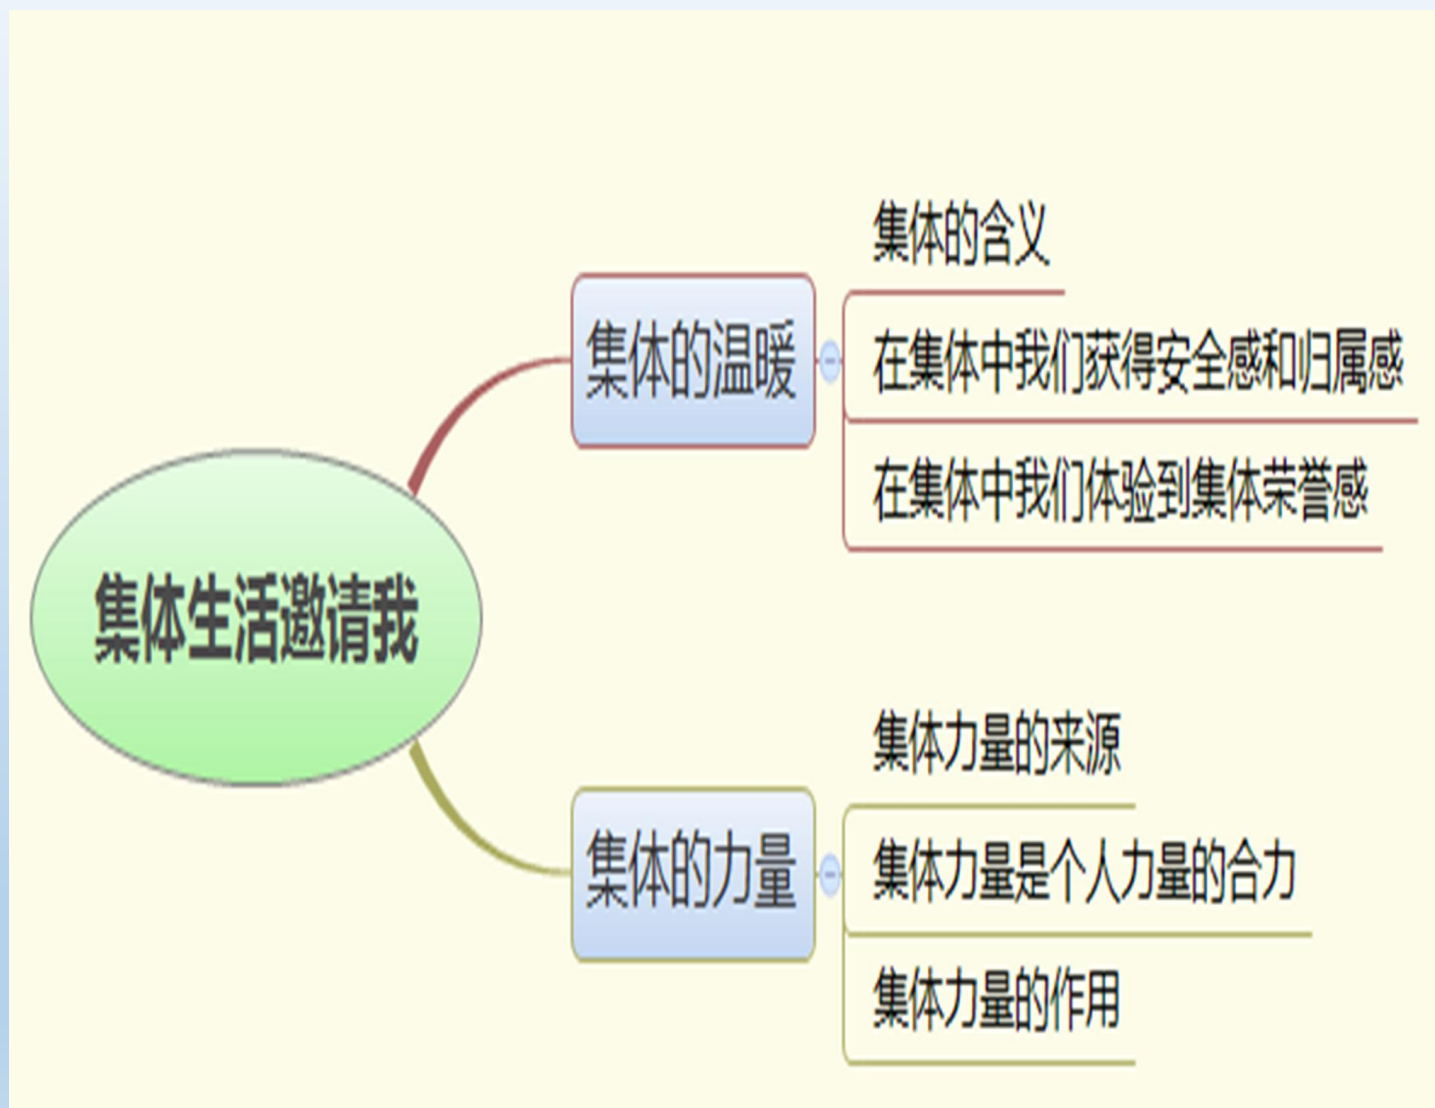 集体生活邀请我
集体的温暖
集体的含义
在集体中我们获得安全感和归属感
在集体中我们体验到集体荣誉感
集体的力量
集体力量的来源
集体力量是个人力量的合力
集体力量的作用